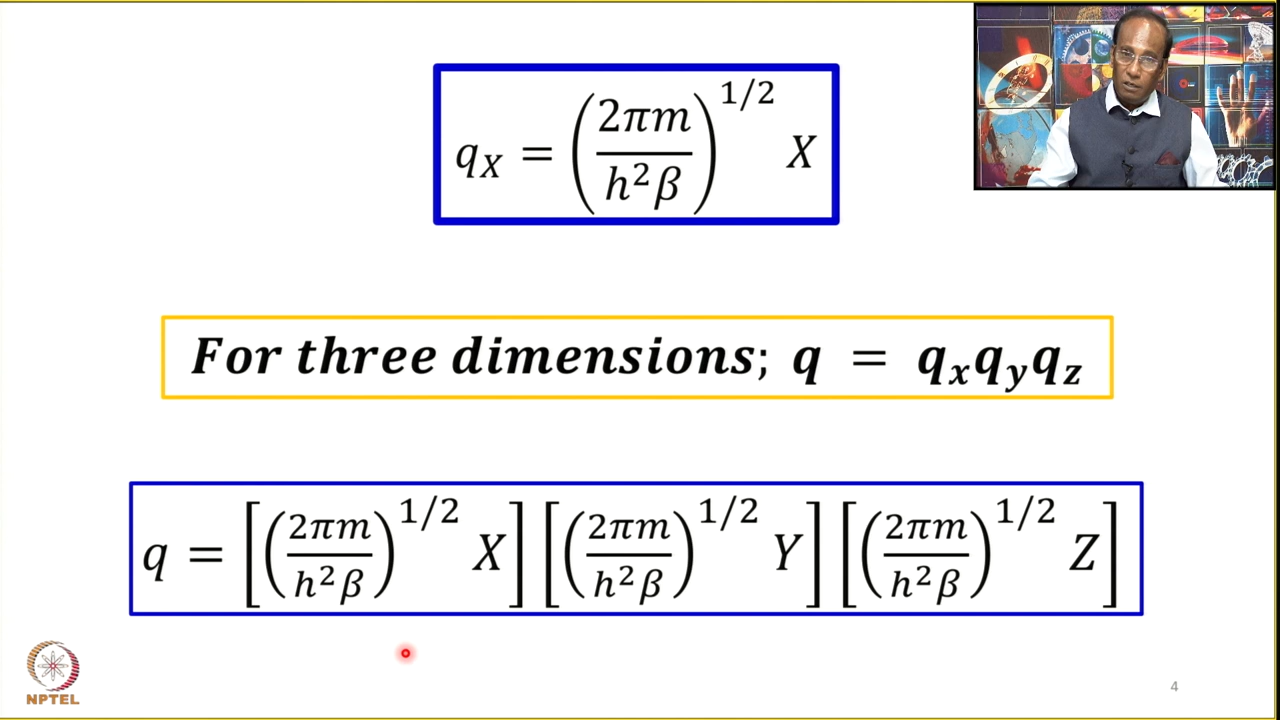 q_X = (2πm / h²β)^{1/2} X
For three dimensions; q = q_x q_y q_z
q = [(2πm / h²β)^{1/2} X] [(2πm / h²β)^{1/2} Y] [(2πm / h²β)^{1/2} Z]
NPTEL
4